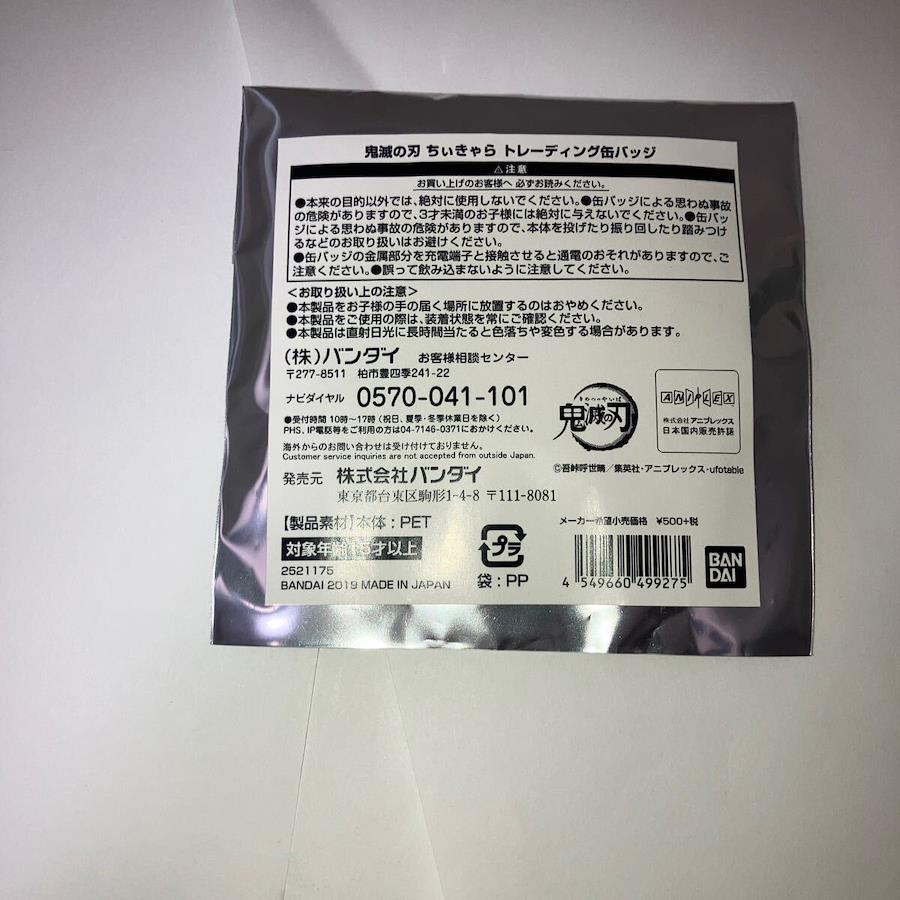 鬼滅の刃 ちぃきゃら トレーディング缶バッジ
⚠注意
お買い上げのお客様へ 必ずお読みください。
●本来の目的以外では、絶対に使用しないでください。●缶バッジによる思わぬ事故
の危険がありますので、3才未満のお子様には絶対に与えないでください。●缶バッ
ジによる思わぬ事故の危険がありますので、本体を投げたり振り回したり踏みつけ
るなどのお取り扱いはお避けください。
●缶バッジの金属部分を充電端子と接触させると通電のおそれがありますので、ご
注意ください。●誤って飲み込まないように注意してください。
<お取り扱い上の注意>
●本製品をお子様の手の届く場所に放置するのはおやめください。
●本製品をご使用の際は、装着状態を常にご確認ください。
●本製品は直射日光に長時間当たると色落ちや変色する場合があります。
(株)バンダイ お客様相談センター
〒277-8511 柏市豊四季241-22
ナビダイヤル 0570-041-101
●受付時間 10時~17時 (祝日、夏季・冬季休業日を除く)
PHS、IP電話等をご利用の方は04-7146-0371におかけください。
海外からのお問い合わせは受け付けておりません。
Customer service inquiries are not accepted from outside Japan.
きめつのやいば
鬼滅の刃
ANIPLEX
株式会社 アニプレックス
日本国内販売許諾
©吾峠呼世晴/集英社・アニプレックス・ufotable
発売元 株式会社バンダイ
東京都台東区駒形1-4-8 〒111-8081
【製品素材】本体:PET
対象年齢15才以上
2521175
BANDAI 2019 MADE IN JAPAN
プラ
袋:PP
メーカー希望小売価格 ¥500+税
4 549660 499275
BANDAI